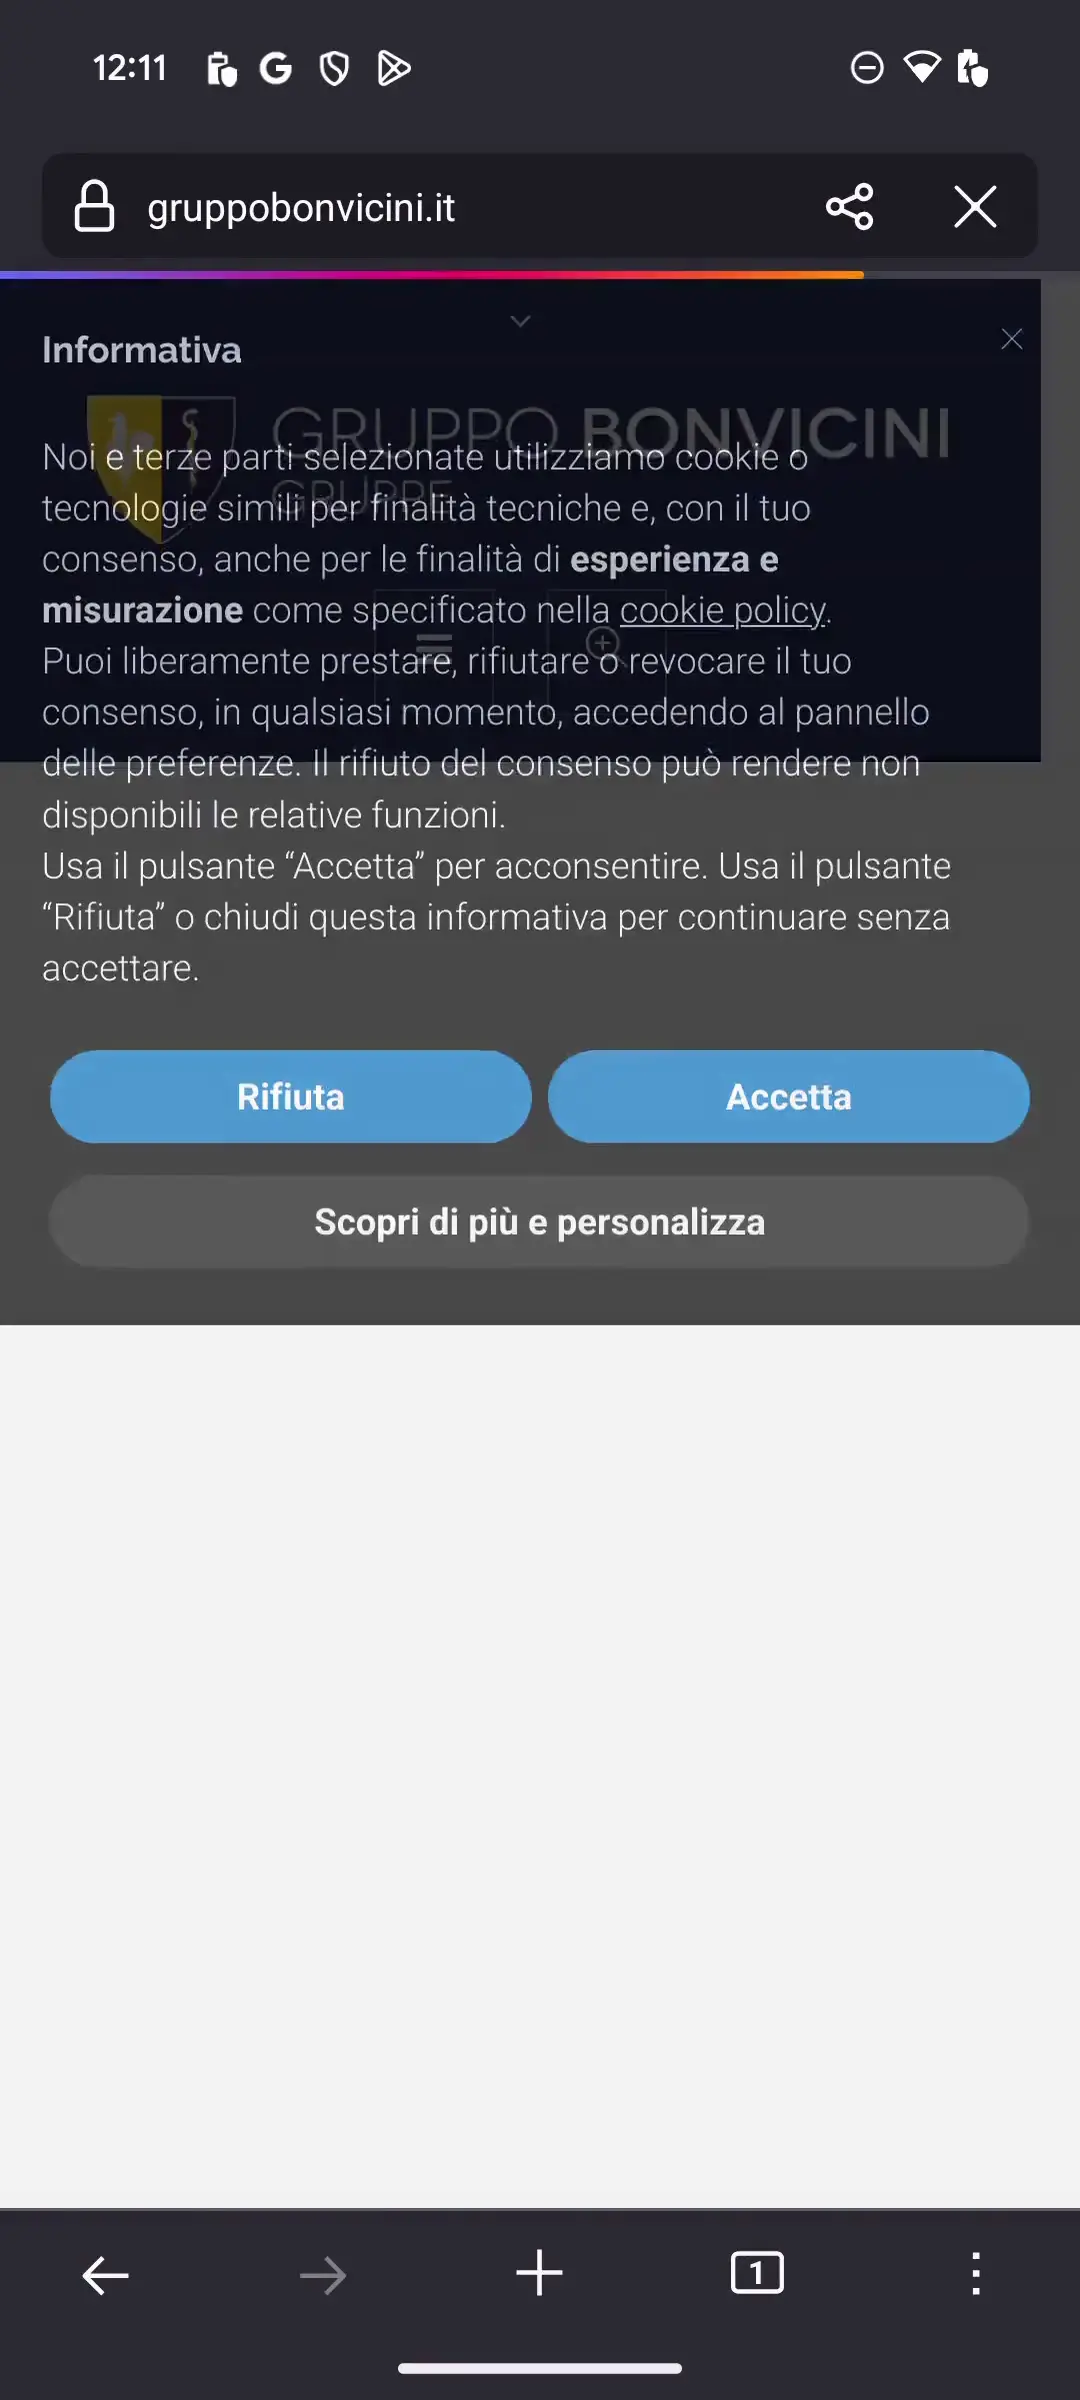 12:11
gruppobonvicini.it
Informativa
GRUPPO BONVICINI
GRUPPE
Noi e terze parti selezionate utilizziamo cookie o
tecnologie simili per finalità tecniche e, con il tuo
consenso, anche per le finalità di esperienza e
misurazione come specificato nella cookie policy.
Puoi liberamente prestare, rifiutare o revocare il tuo
consenso, in qualsiasi momento, accedendo al pannello
delle preferenze. Il rifiuto del consenso può rendere non
disponibili le relative funzioni.
Usa il pulsante “Accetta” per acconsentire. Usa il pulsante
“Rifiuta” o chiudi questa informativa per continuare senza
accettare.
Rifiuta
Accetta
Scopri di più e personalizza
1